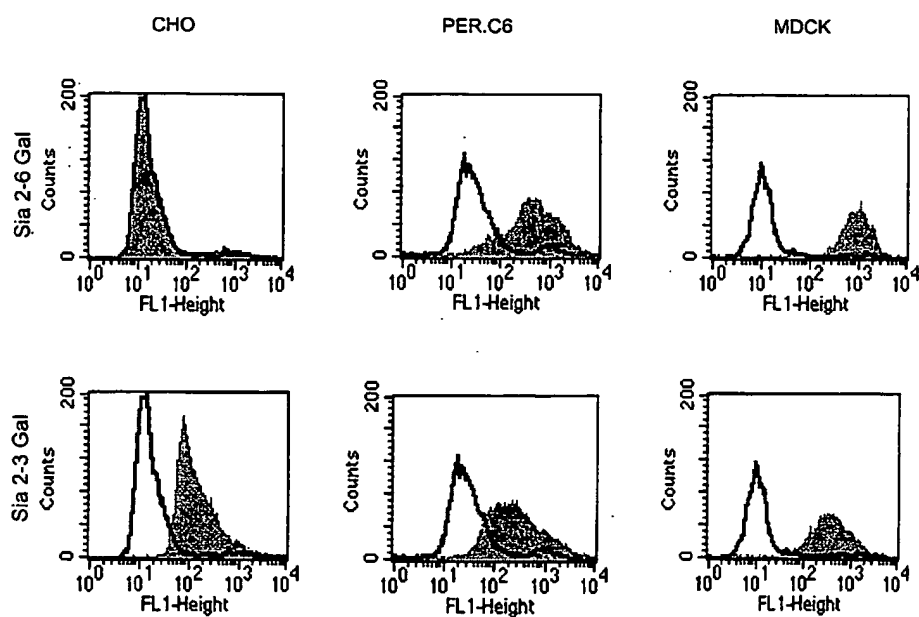 CHO PER.C6 MDCK
Sia 2-6 Gal
200 200 200
Counts Counts Counts
0 0 0
10^0 10^1 10^2 10^3 10^4 10^0 10^1 10^2 10^3 10^4 10^0 10^1 10^2 10^3 10^4
FL1-Height FL1-Height FL1-Height
Sia 2-3 Gal
200 200 200
Counts Counts Counts
0 0 0
10^0 10^1 10^2 10^3 10^4 10^0 10^1 10^2 10^3 10^4 10^0 10^1 10^2 10^3 10^4
FL1-Height FL1-Height FL1-Height